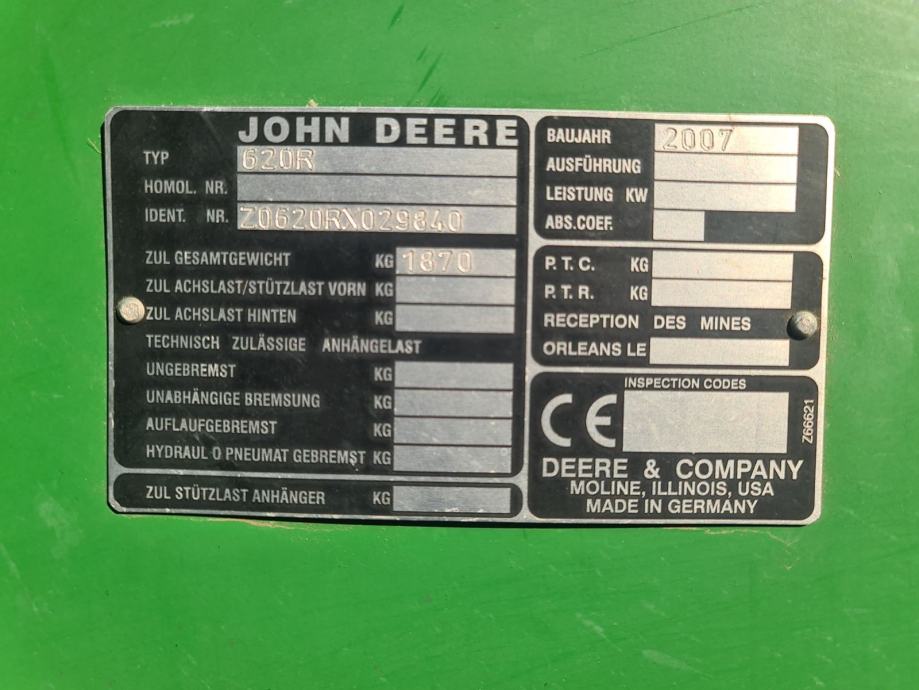 JOHN DEERE
TYP 620R
HOMOL. NR.
IDENT. NR. Z0620RX029840
ZUL GESAMTGEWICHT KG 1870
ZUL ACHSLAST/STÜTZLAST VORN KG
ZUL ACHSLAST HINTEN KG
TECHNISCH ZULÄSSIGE ANHÄNGELAST
UNGEBREMST KG
UNABHÄNGIGE BREMSUNG KG
AUFLAUFGEBREMST KG
HYDRAUL O PNEUMAT GEBREMST KG
ZUL STÜTZLAST ANHÄNGER KG
BAUJAHR 2007
AUSFÜHRUNG
LEISTUNG KW
ABS.COEF.
P.T.C. KG
P.T.R. KG
RECEPTION DES MINES
ORLEANS LE
INSPECTION CODES
CE
Z66621
DEERE & COMPANY
MOLINE, ILLINOIS, USA
MADE IN GERMANY